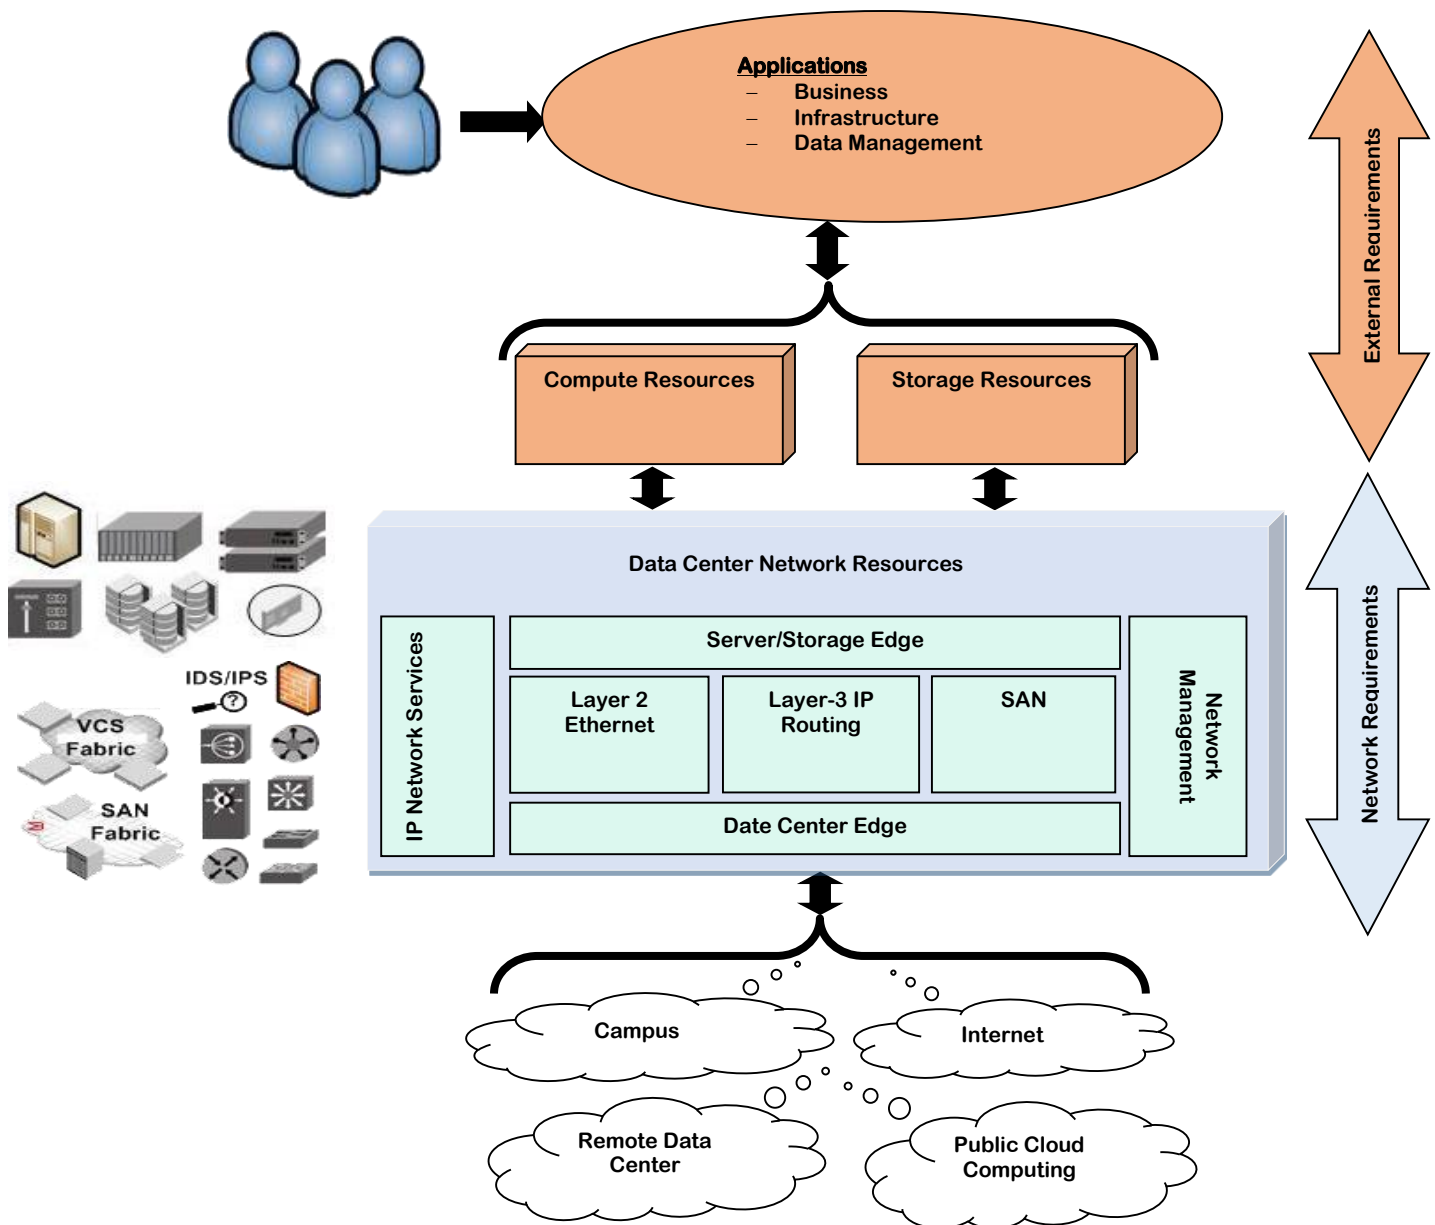 Applications
– Business
– Infrastructure
– Data Management
External Requirements
Compute Resources
Storage Resources
Data Center Network Resources
IP Network Services
Server/Storage Edge
Layer 2
Ethernet
Layer-3 IP
Routing
SAN
Date Center Edge
Network
Management
Network Requirements
IDS/IPS
?
VCS
Fabric
SAN
Fabric
Campus
Internet
Remote Data
Center
Public Cloud
Computing